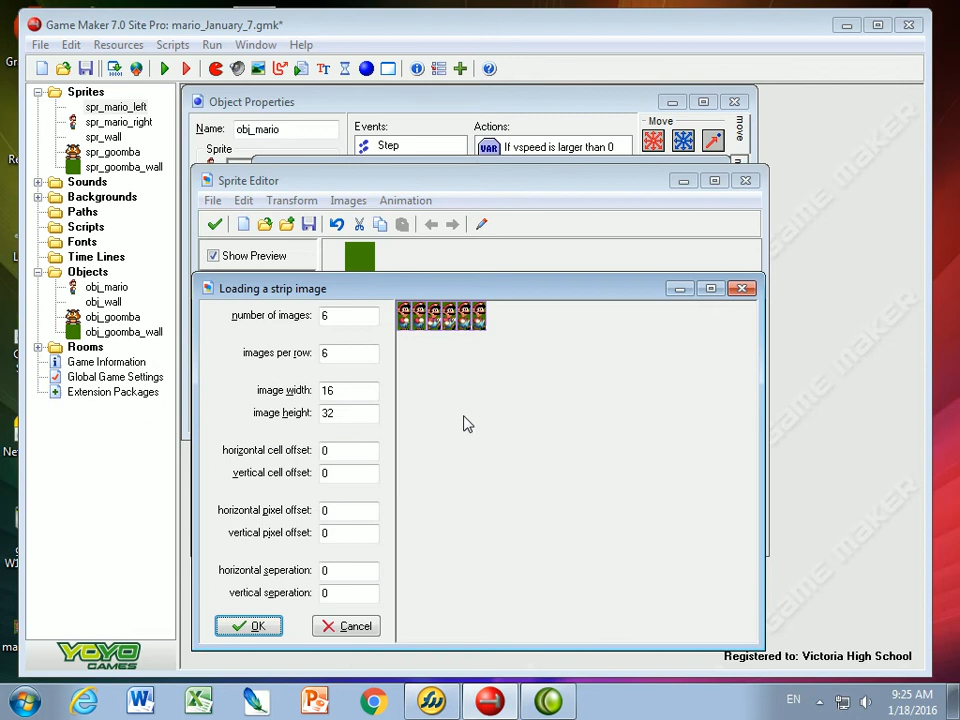 Game Maker 7.0 Site Pro: mario_January_7.gmk*
File Edit Resources Scripts Run Window Help
Sprites
spr_mario_left
spr_mario_right
spr_wall
spr_goomba
spr_goomba_wall
Sounds
Backgrounds
Paths
Scripts
Fonts
Time Lines
Objects
obj_mario
obj_wall
obj_goomba
obj_goomba_wall
Rooms
Game Information
Global Game Settings
Extension Packages
YOYO
GAMES
Object Properties
Name: obj_mario
Events:
Actions:
Move
move
Sprite
Step
VAR If vspeed is larger than 0
Sprite Editor
File Edit Transform Images Animation
Show Preview
Loading a strip image
number of images: 6
images per row: 6
image width: 16
image height: 32
horizontal cell offset: 0
vertical cell offset: 0
horizontal pixel offset: 0
vertical pixel offset: 0
horizontal seperation: 0
vertical seperation: 0
OK
Cancel
GAME MAKER
Registered to: Victoria High School
EN
9:25 AM
1/18/2016